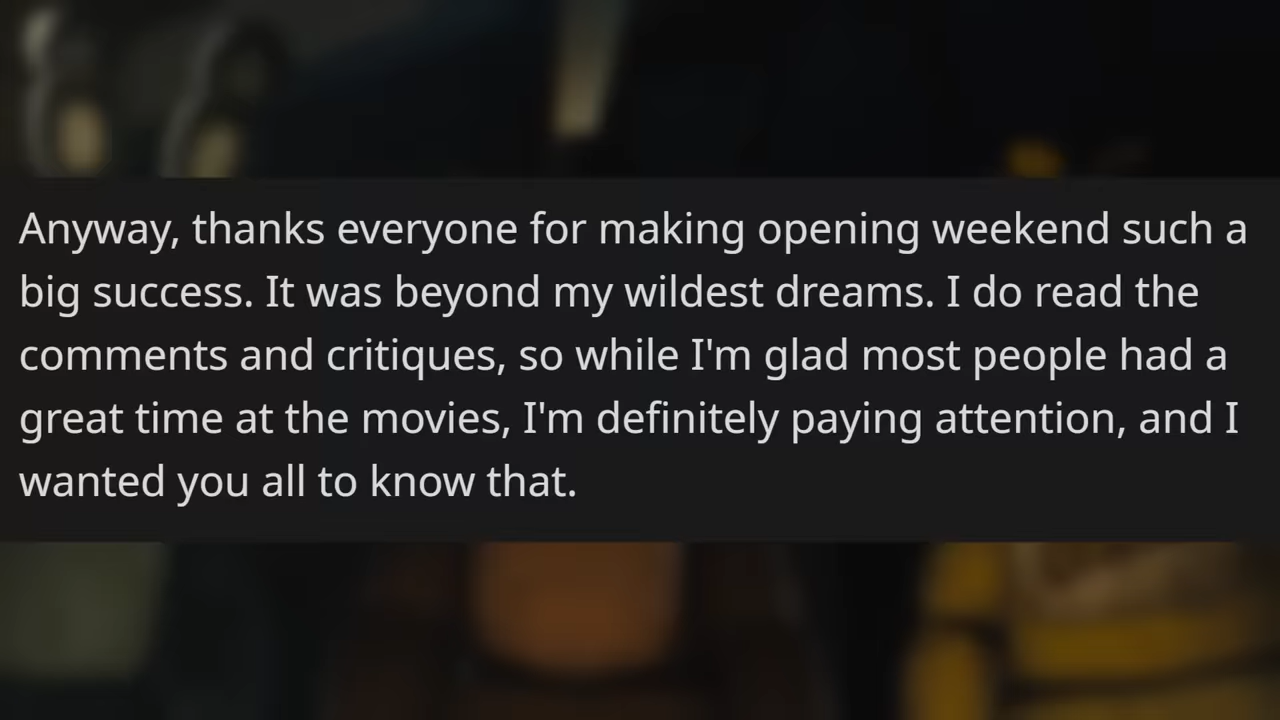 Anyway, thanks everyone for making opening weekend such a
big success. It was beyond my wildest dreams. I do read the
comments and critiques, so while I'm glad most people had a
great time at the movies, I'm definitely paying attention, and I
wanted you all to know that.